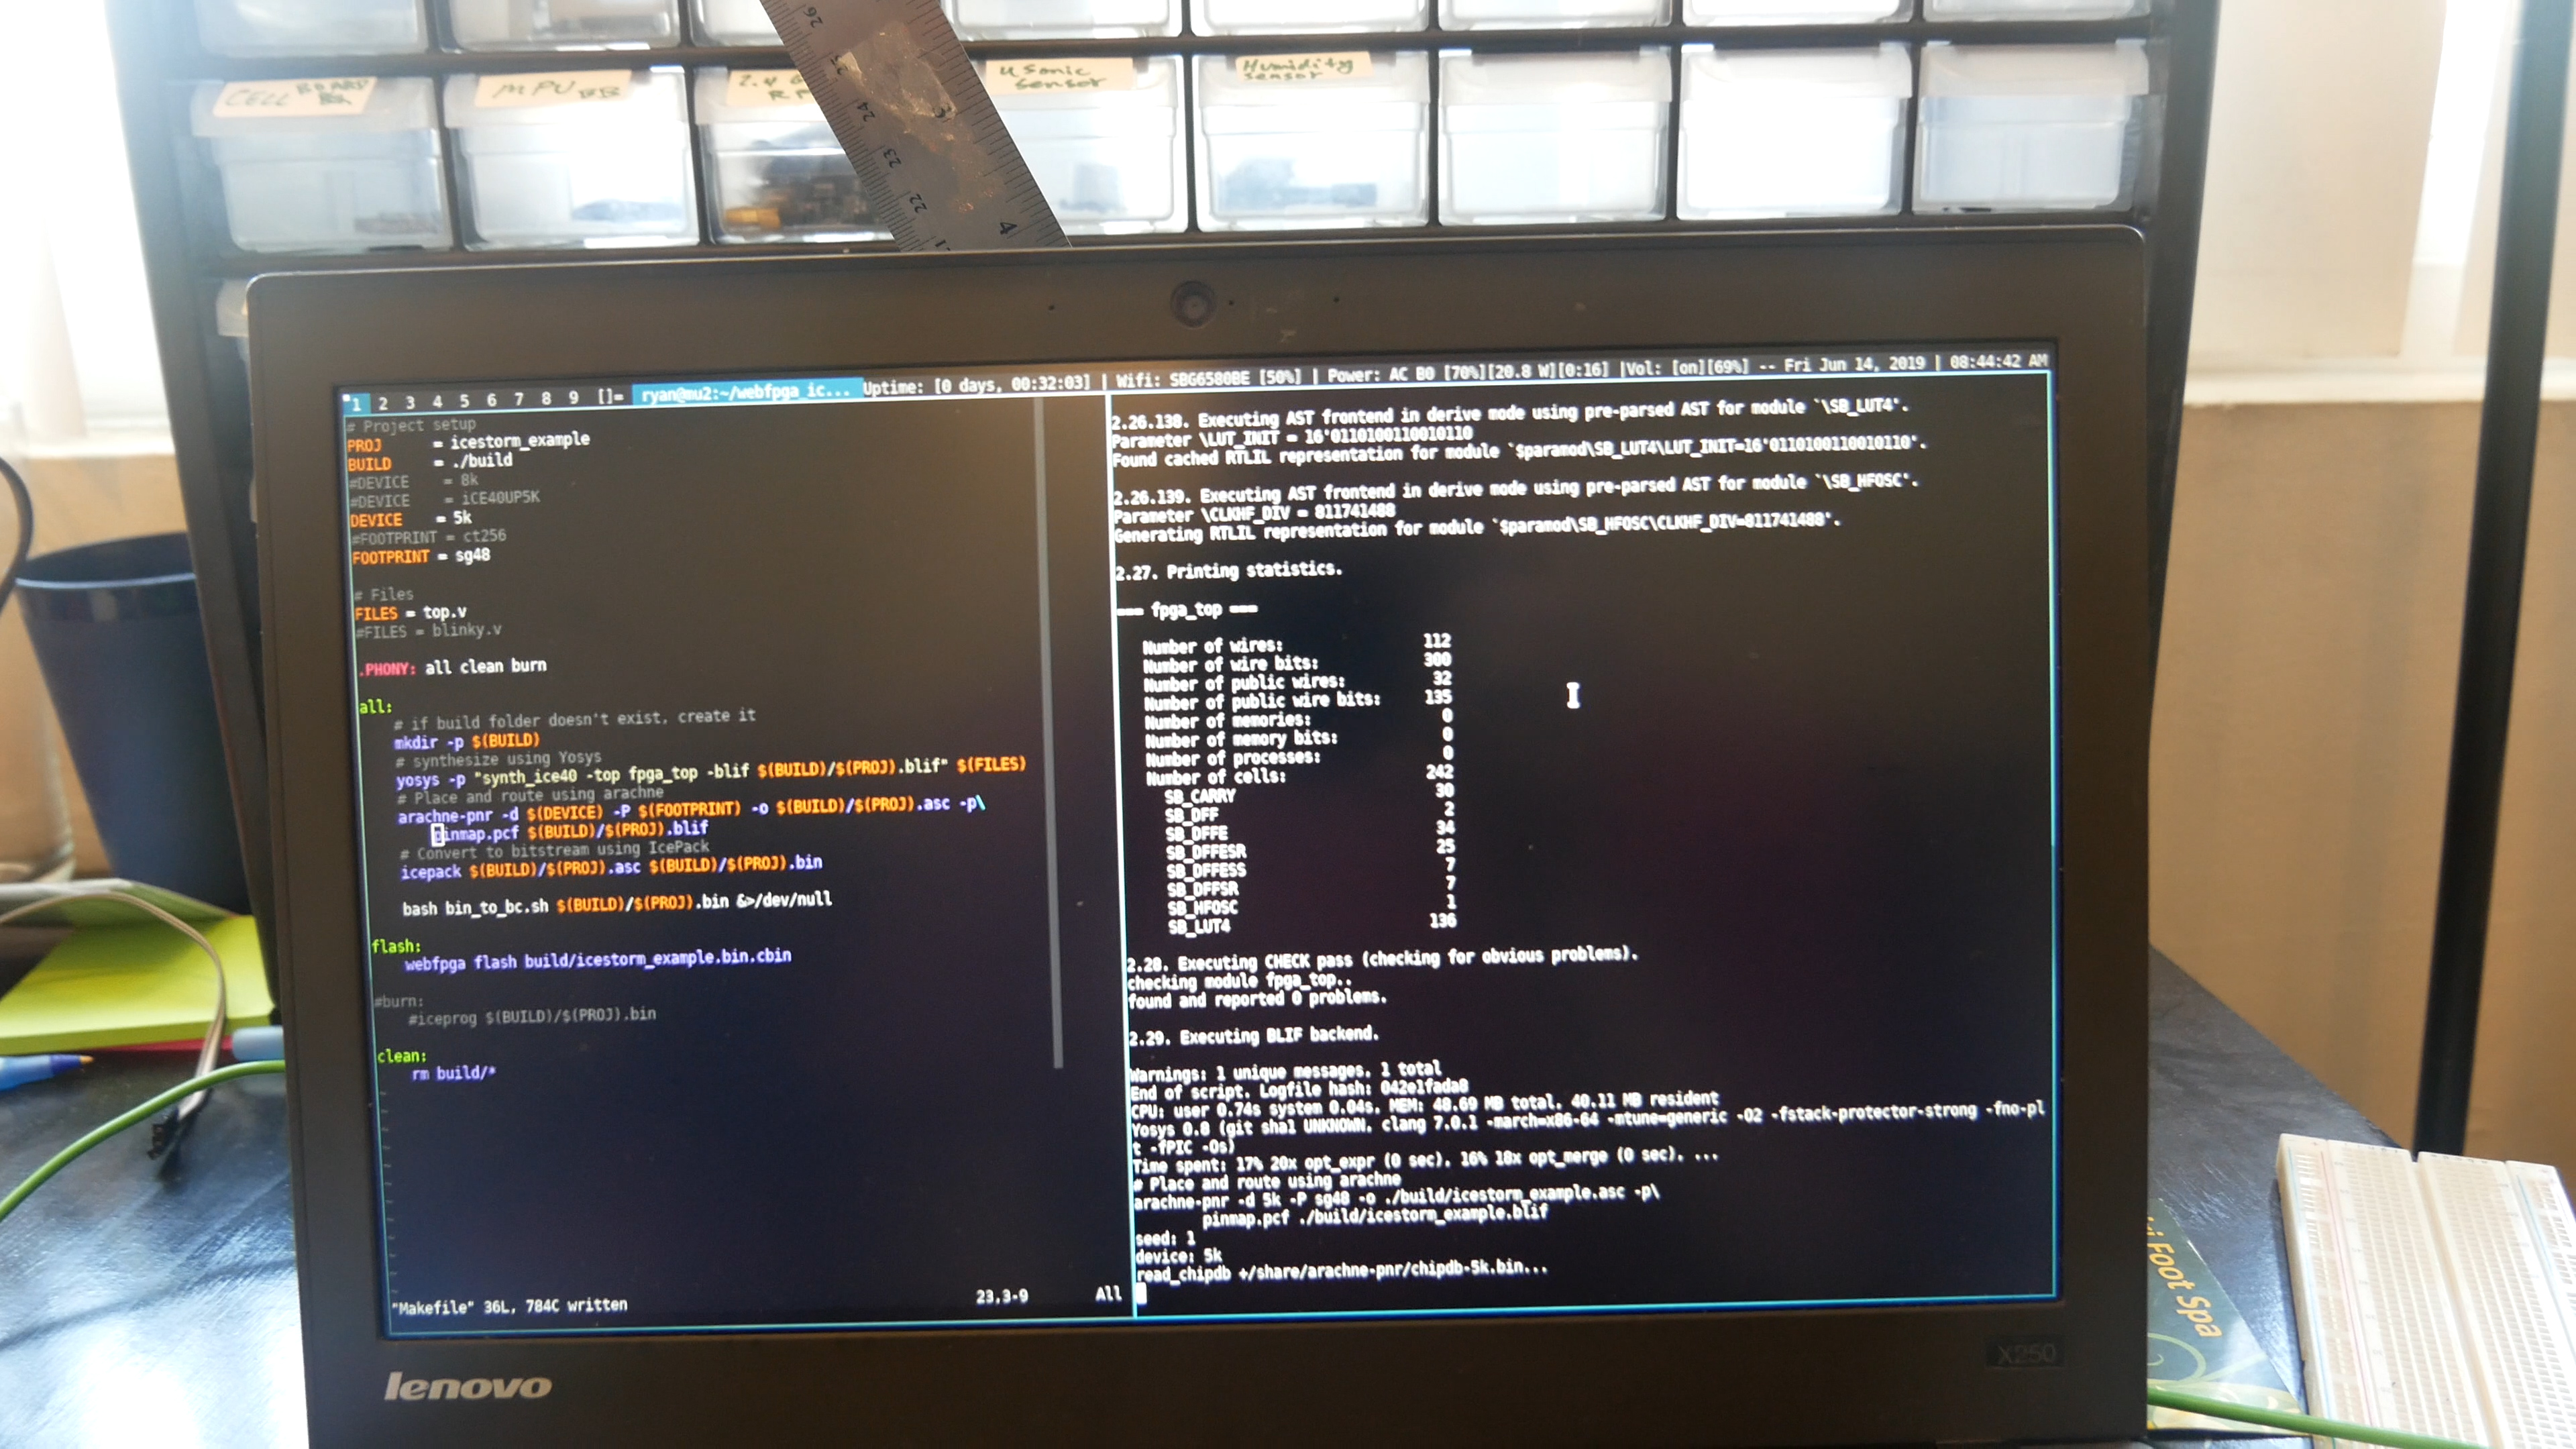 CELL BOARD
MPU BB
U Sonic
sensor
Humidity
sensor
26
24
23
22
4
1 2 3 4 5 6 7 8 9 []= ryan@mu2:~/webfpga_ic... Uptime: [0 days, 00:32:03] | Wifi: SBG6580BE [50%] | Power: AC B0 [70%][20.8 W][0:16] |Vol: [on][69%] -- Fri Jun 14, 2019 | 08:44:42 AM
# Project setup
PROJ = icestorm_example
BUILD = ./build
#DEVICE = 8k
#DEVICE = iCE40UP5K
DEVICE = 5k
#FOOTPRINT = ct256
FOOTPRINT = sg48
# Files
FILES = top.v
#FILES = blinky.v
.PHONY: all clean burn
all:
# if build folder doesn't exist, create it
mkdir -p $(BUILD)
# synthesize using Yosys
yosys -p "synth_ice40 -top fpga_top -blif $(BUILD)/$(PROJ).blif" $(FILES)
# Place and route using arachne
arachne-pnr -d $(DEVICE) -P $(FOOTPRINT) -o $(BUILD)/$(PROJ).asc -p\
pinmap.pcf $(BUILD)/$(PROJ).blif
# Convert to bitstream using IcePack
icepack $(BUILD)/$(PROJ).asc $(BUILD)/$(PROJ).bin
bash bin_to_bc.sh $(BUILD)/$(PROJ).bin &>/dev/null
flash:
webfpga flash build/icestorm_example.bin.cbin
#burn:
#iceprog $(BUILD)/$(PROJ).bin
clean:
rm build/*
"Makefile" 36L, 784C written 23,3-9 All
2.26.138. Executing AST frontend in derive mode using pre-parsed AST for module `\SB_LUT4'.
Parameter \LUT_INIT = 16'0110100110010110
Found cached RTLIL representation for module `$paramod\SB_LUT4\LUT_INIT=16'0110100110010110'.
2.26.139. Executing AST frontend in derive mode using pre-parsed AST for module `\SB_HFOSC'.
Parameter \CLKHF_DIV = 811741488
Generating RTLIL representation for module `$paramod\SB_HFOSC\CLKHF_DIV=811741488'.
2.27. Printing statistics.
=== fpga_top ===
Number of wires: 112
Number of wire bits: 300
Number of public wires: 32
Number of public wire bits: 135
Number of memories: 0
Number of memory bits: 0
Number of processes: 0
Number of cells: 242
SB_CARRY 30
SB_DFF 2
SB_DFFE 34
SB_DFFESR 25
SB_DFFESS 7
SB_DFFSR 7
SB_HFOSC 1
SB_LUT4 136
2.28. Executing CHECK pass (checking for obvious problems).
checking module fpga_top..
found and reported 0 problems.
2.29. Executing BLIF backend.
Warnings: 1 unique messages, 1 total
End of script. Logfile hash: 042e1fada8
CPU: user 0.74s system 0.04s, MEM: 48.69 MB total, 40.11 MB resident
Yosys 0.8 (git sha1 UNKNOWN, clang 7.0.1 -march=x86-64 -mtune=generic -O2 -fstack-protector-strong -fno-pl
t -fPIC -Os)
Time spent: 17% 20x opt_expr (0 sec), 16% 18x opt_merge (0 sec), ...
# Place and route using arachne
arachne-pnr -d 5k -P sg48 -o ./build/icestorm_example.asc -p\
pinmap.pcf ./build/icestorm_example.blif
seed: 1
device: 5k
read_chipdb +/share/arachne-pnr/chipdb-5k.bin...
lenovo
X250
Foot Spa